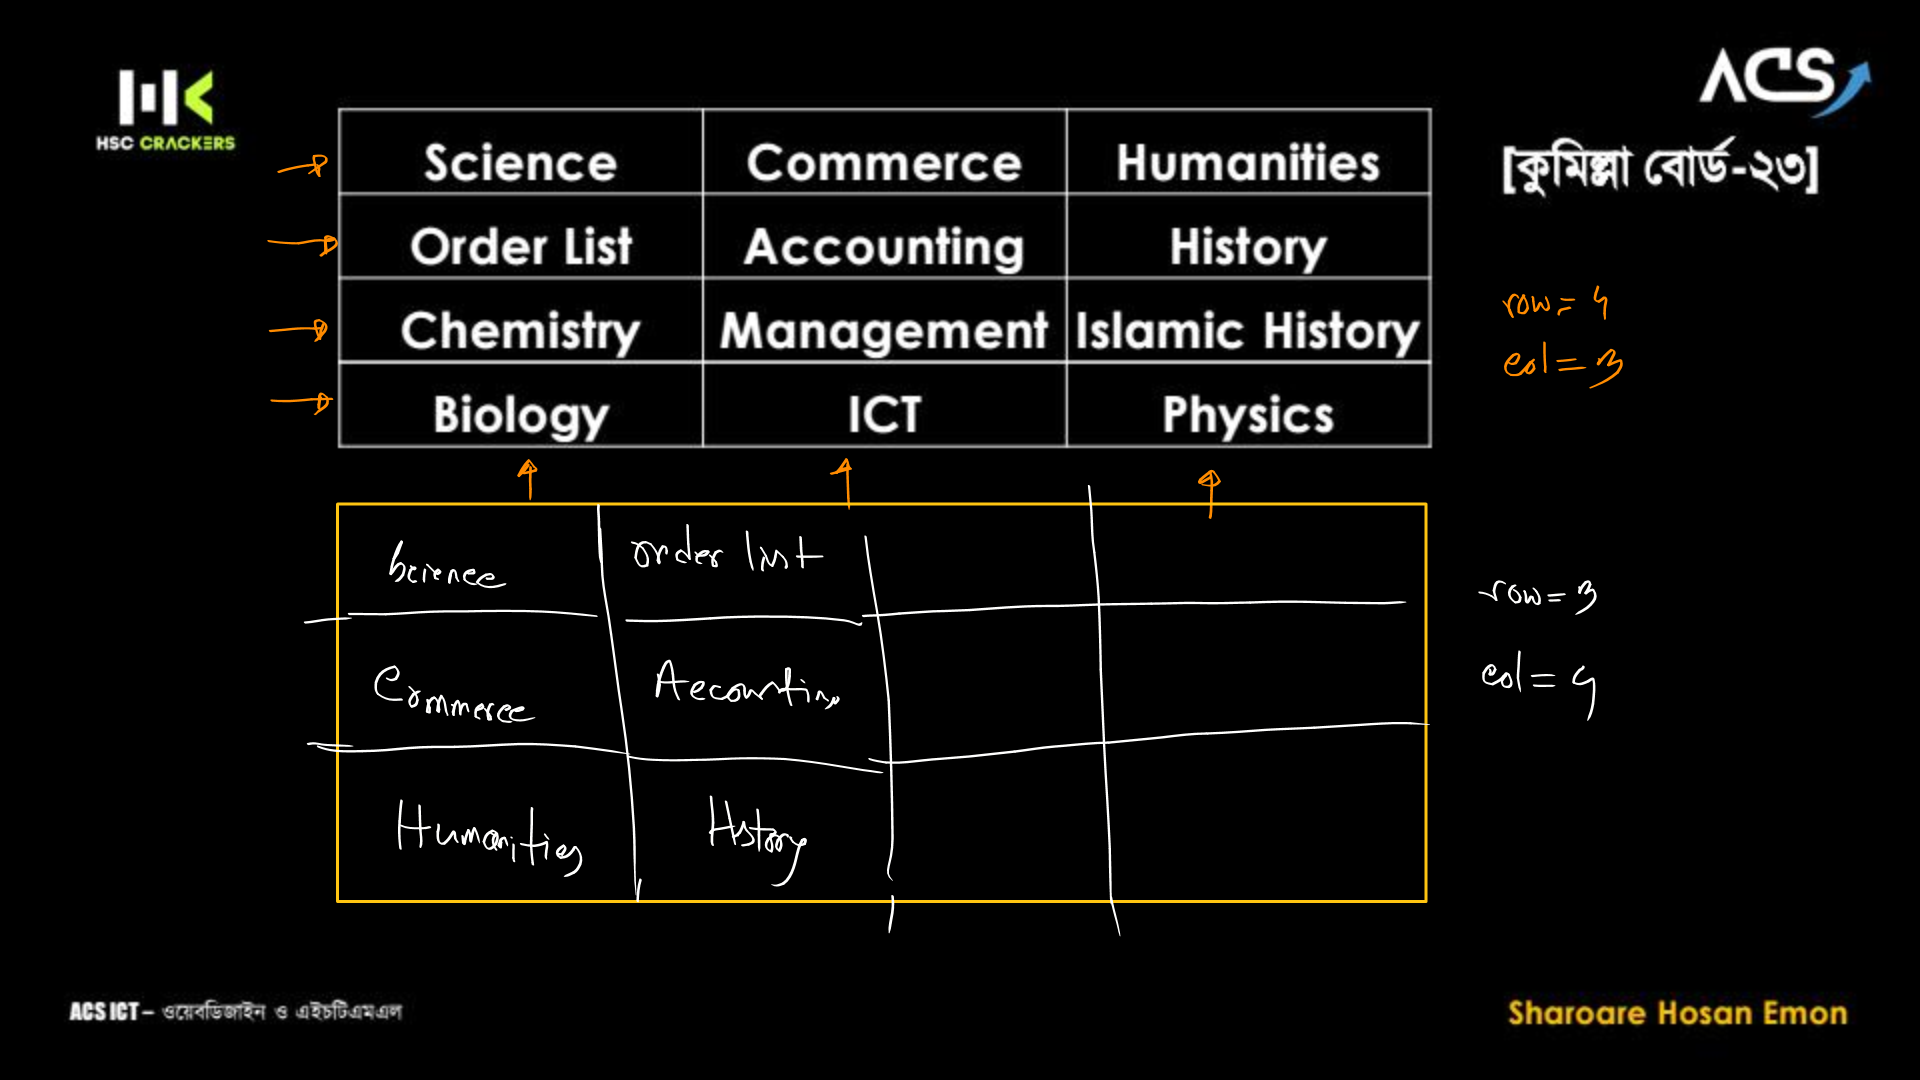 HSC CRACKERS
ACS
[কুমিল্লা বোর্ড-২৩]
Science Commerce Humanities
Order List Accounting History
Chemistry Management Islamic History
Biology ICT Physics
row = 4
col = 3
Science order list
Commerce Accounting
Humanities History
row = 3
col = 4
ACS ICT – ওয়েবডিজাইন ও এইচটিএমএল
Sharoare Hosan Emon